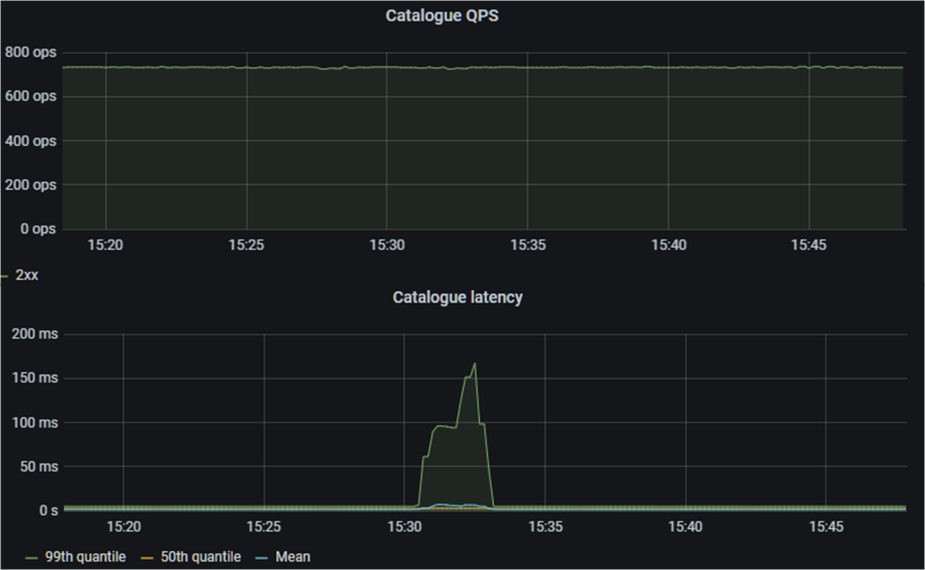 Catalogue QPS
800 ops
600 ops
400 ops
200 ops
0 ops
15:20 15:25 15:30 15:35 15:40 15:45
2xx
Catalogue latency
200 ms
150 ms
100 ms
50 ms
0 s
15:20 15:25 15:30 15:35 15:40 15:45
99th quantile 50th quantile Mean